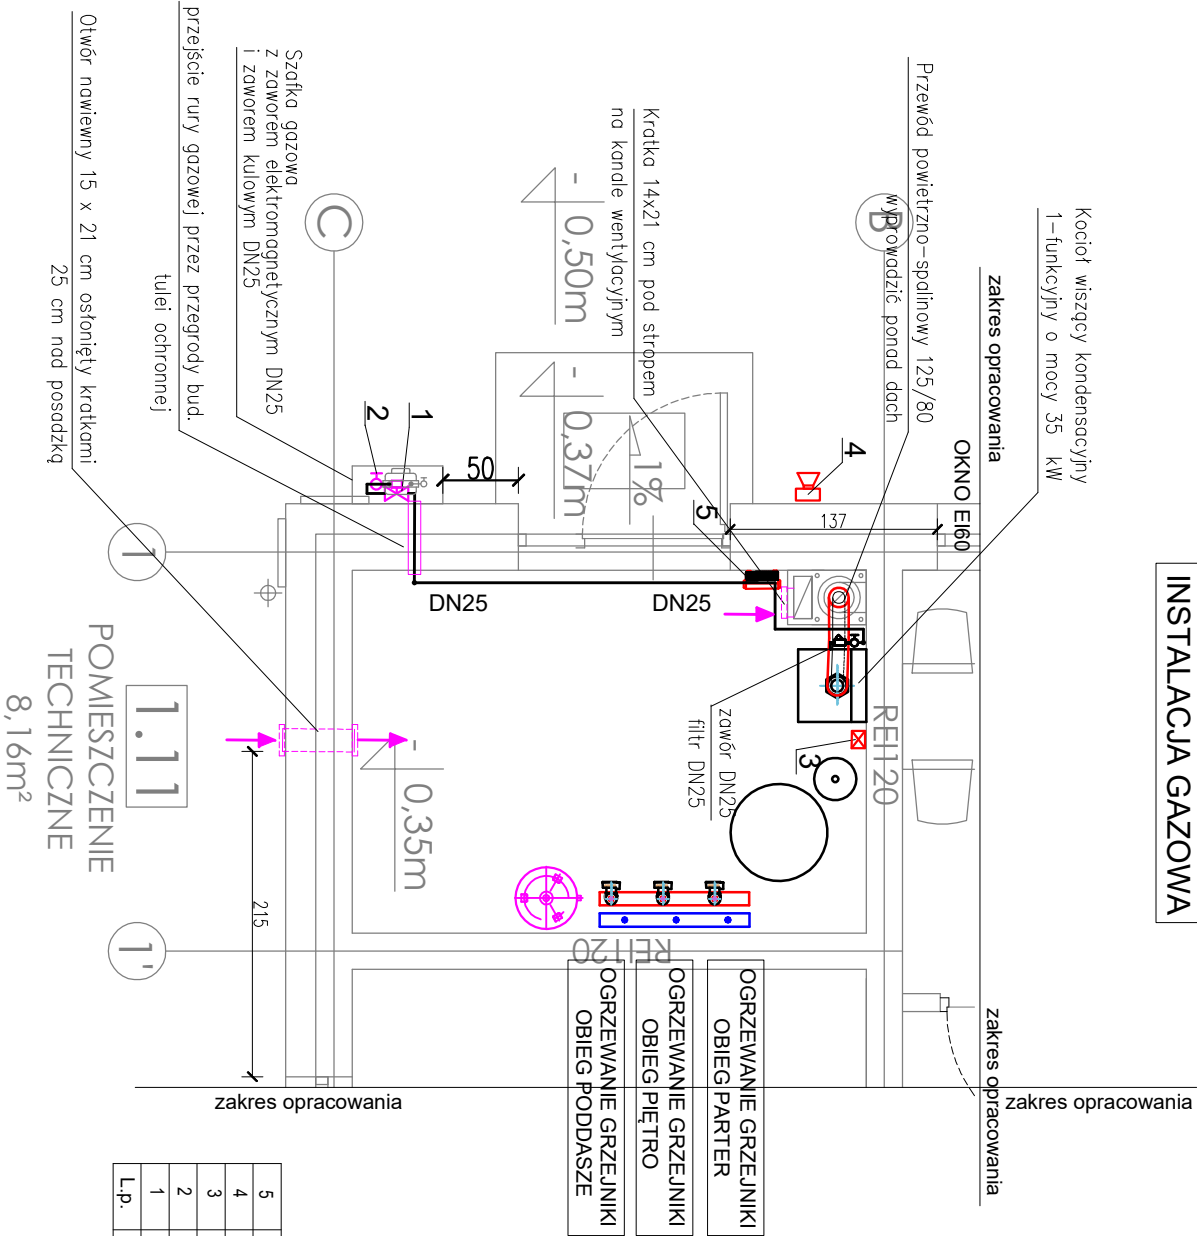 INSTALACJA GAZOWA
Kocioł wiszący kondensacyjny
1-funkcyjny o mocy 35 kW
zakres opracowania
OKNO EI60
Przewód powietrzno-spalinowy 125/80
wyprowadzić ponad dach
B
Kratka 14x21 cm pod stropem
na kanale wentylacyjnym
- 0,50m
- 0,37m
1%
C
Szafka gazowa
z zaworem elektromagnetycznym DN25
i zaworem kulowym DN25
przejście rury gazowej przez przegrody bud.
tulei ochronnej
Otwór nawiewny 15 x 21 cm osłonięty kratkami
25 cm nad posadzką
1
2
50
4
5
137
1
DN25
DN25
zawór DN25
filtr DN25
3
REI120
- 0,35m
1.11
POMIESZCZENIE
TECHNICZNE
8,16m²
215
1'
REI120
OGRZEWANIE GRZEJNIKI
OBIEG PARTER
OGRZEWANIE GRZEJNIKI
OBIEG PIĘTRO
OGRZEWANIE GRZEJNIKI
OBIEG PODDASZE
zakres opracowania
zakres opracowania
zakres opracowania
5
4
3
2
1
L.p.